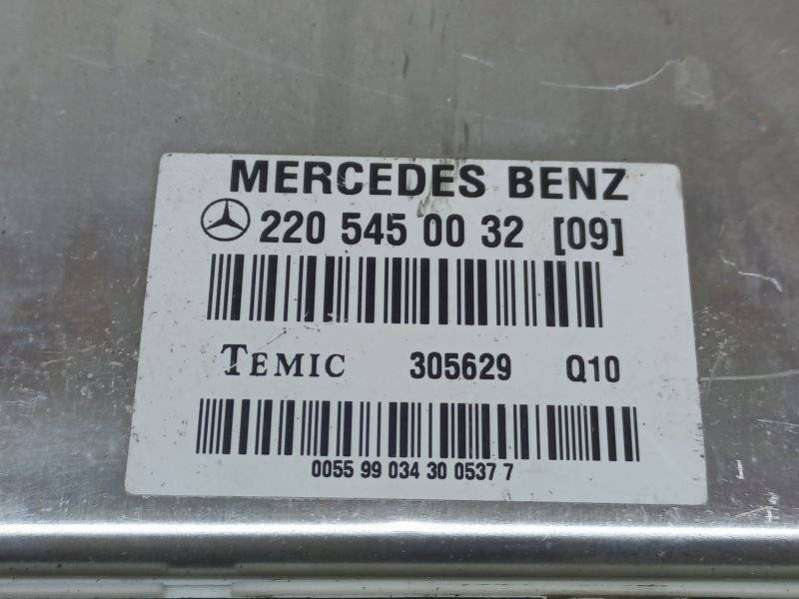 MERCEDES BENZ
220 545 00 32 [09]
TEMIC 305629 Q10
0055 99 034 30 0537 7